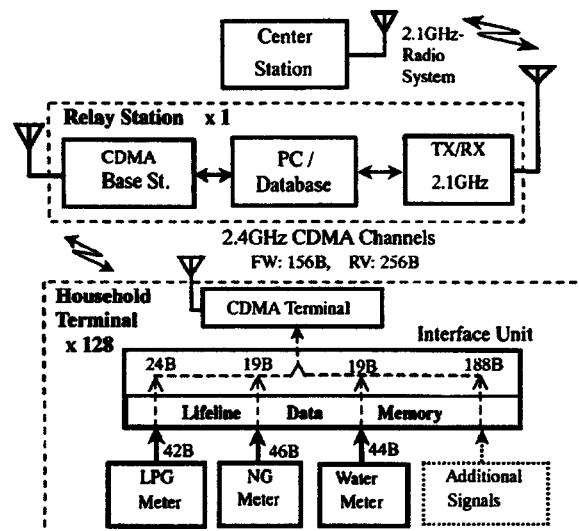 Center
Station
2.1GHz-
Radio
System
Relay Station x 1
CDMA
Base St.
PC /
Database
TX/RX
2.1GHz
2.4GHz CDMA Channels
FW: 156B, RV: 256B
Household
Terminal
x 128
CDMA Terminal
Interface Unit
24B 19B 19B 188B
Lifeline Data Memory
42B 46B 44B
LPG
Meter
NG
Meter
Water
Meter
Additional
Signals